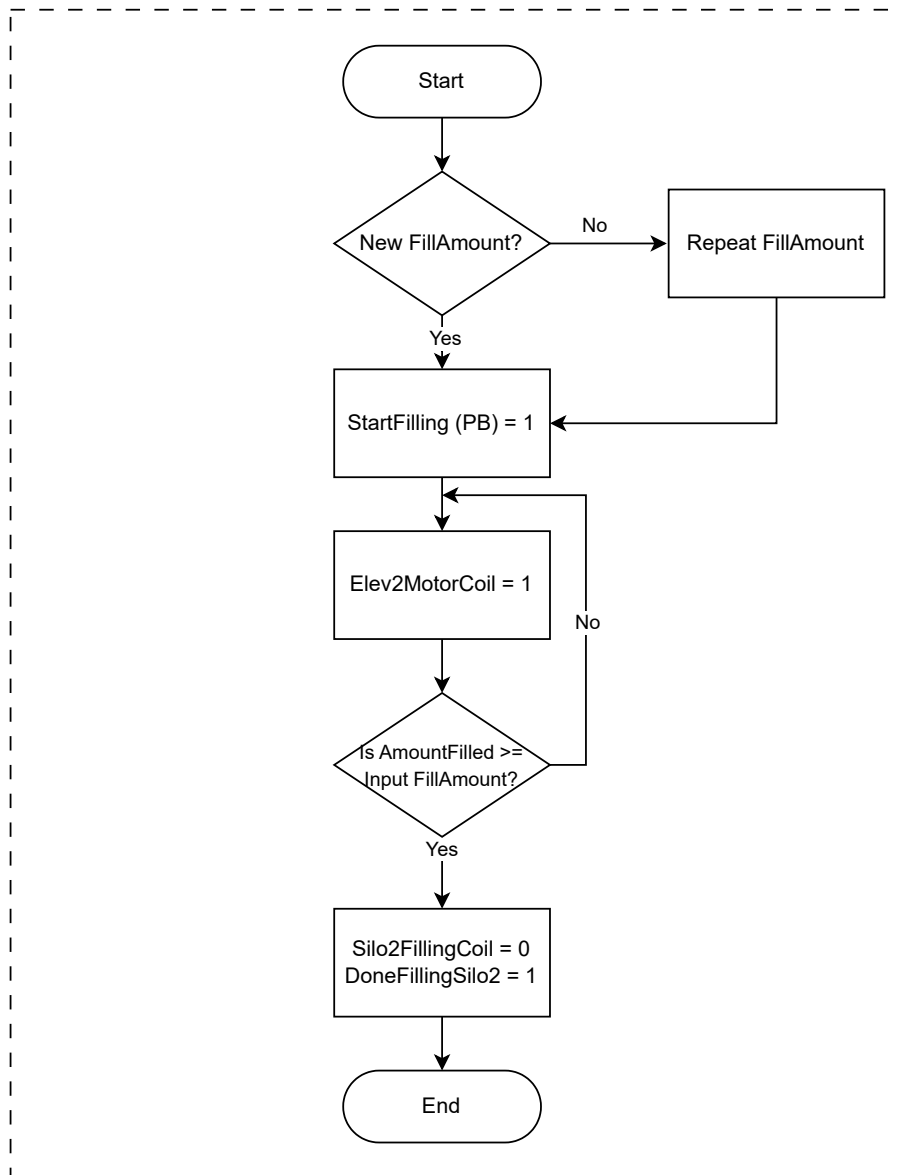 Start
New FillAmount?
No
Repeat FillAmount
Yes
StartFilling (PB) = 1
Elev2MotorCoil = 1
No
Is AmountFilled >=
Input FillAmount?
Yes
Silo2FillingCoil = 0
DoneFillingSilo2 = 1
End